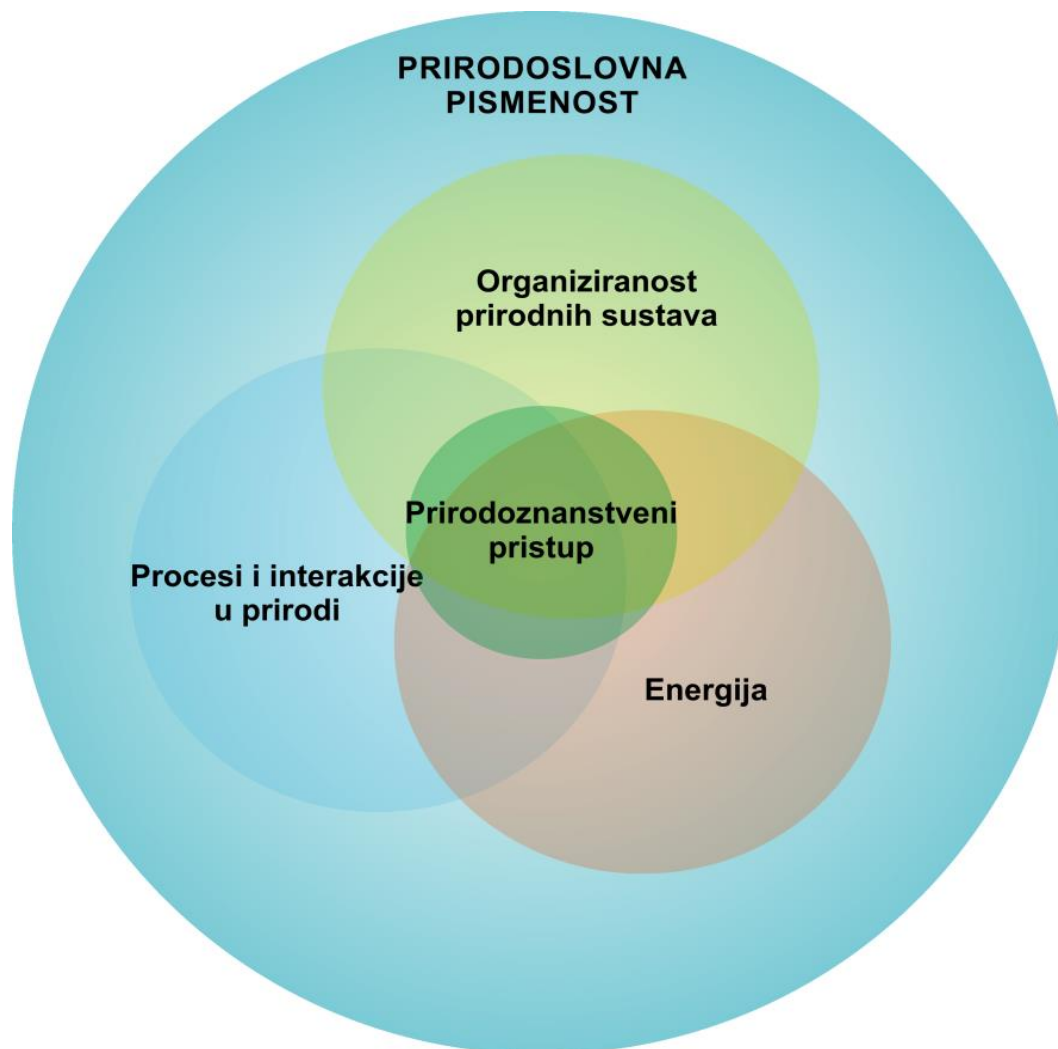 PRIRODOSLOVNA
PISMENOST
Organiziranost
prirodnih sustava
Prirodoznanstveni
pristup
Procesi i interakcije
u prirodi
Energija